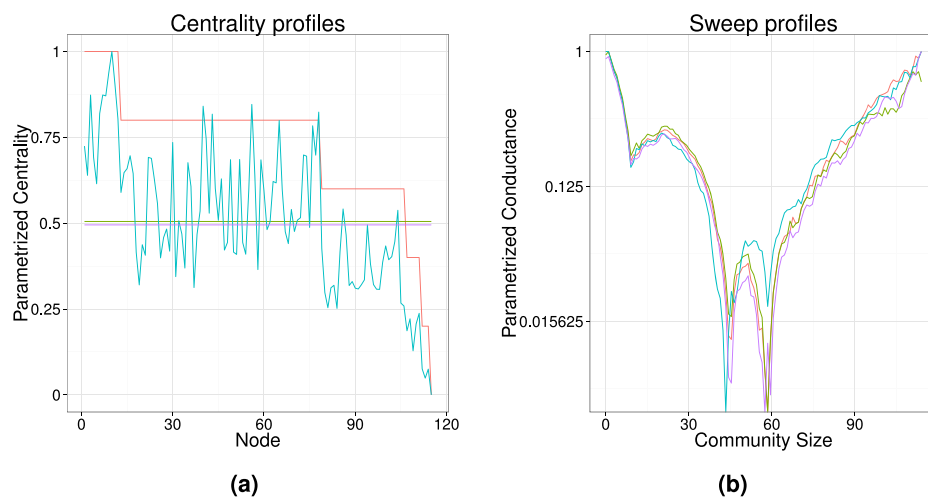 Centrality profiles
Parametrized Centrality
1
0.75
0.5
0.25
0
0
30
60
90
120
Node
(a)
Sweep profiles
Parametrized Conductance
1
0.125
0.015625
0
30
60
90
Community Size
(b)